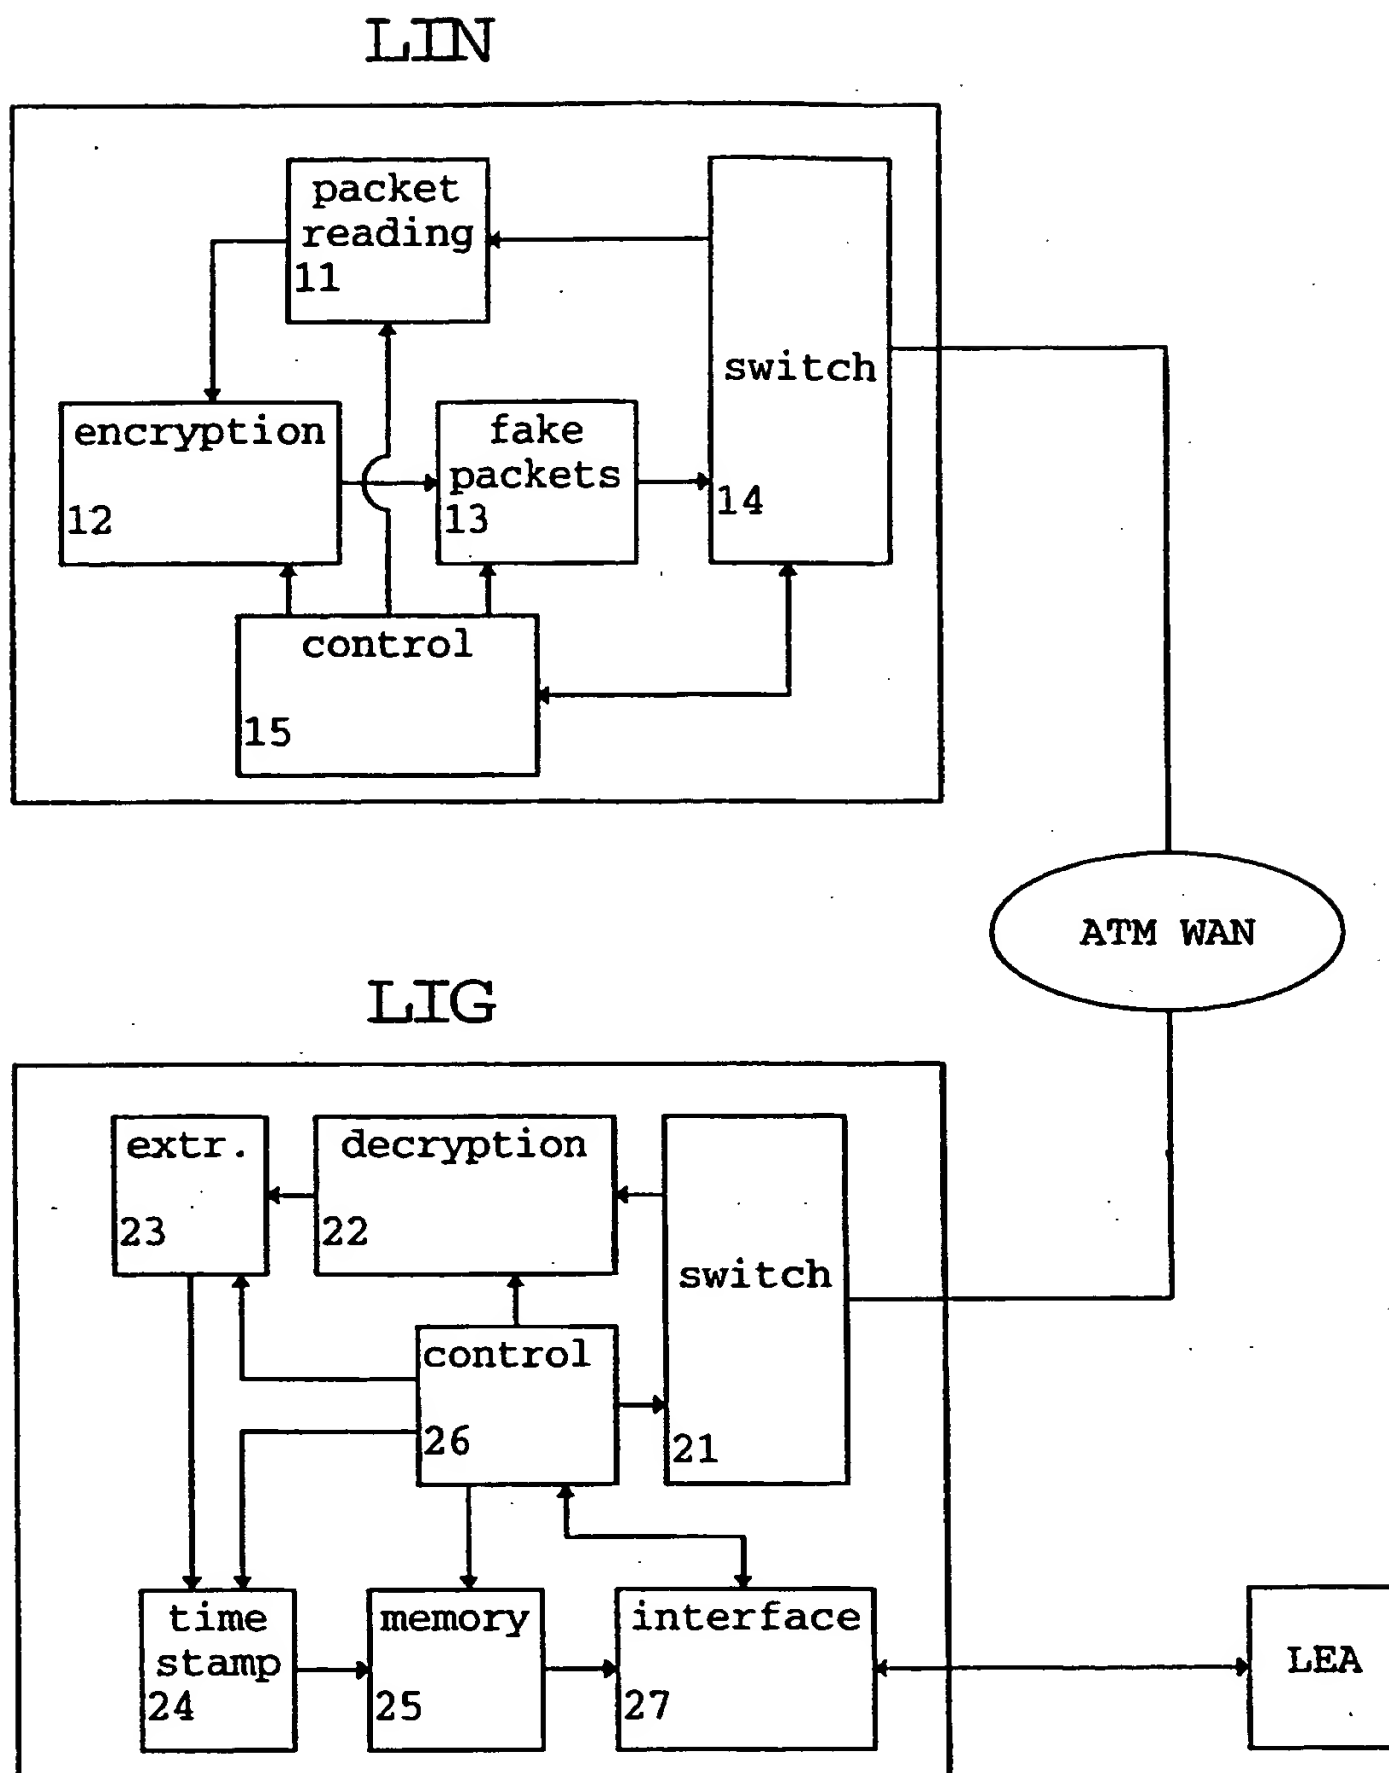 LIN
packet
reading
11
switch
14
encryption
12
fake
packets
13
control
15
ATM WAN
LIG
extr.
23
decryption
22
switch
21
control
26
time
stamp
24
memory
25
interface
27
LEA